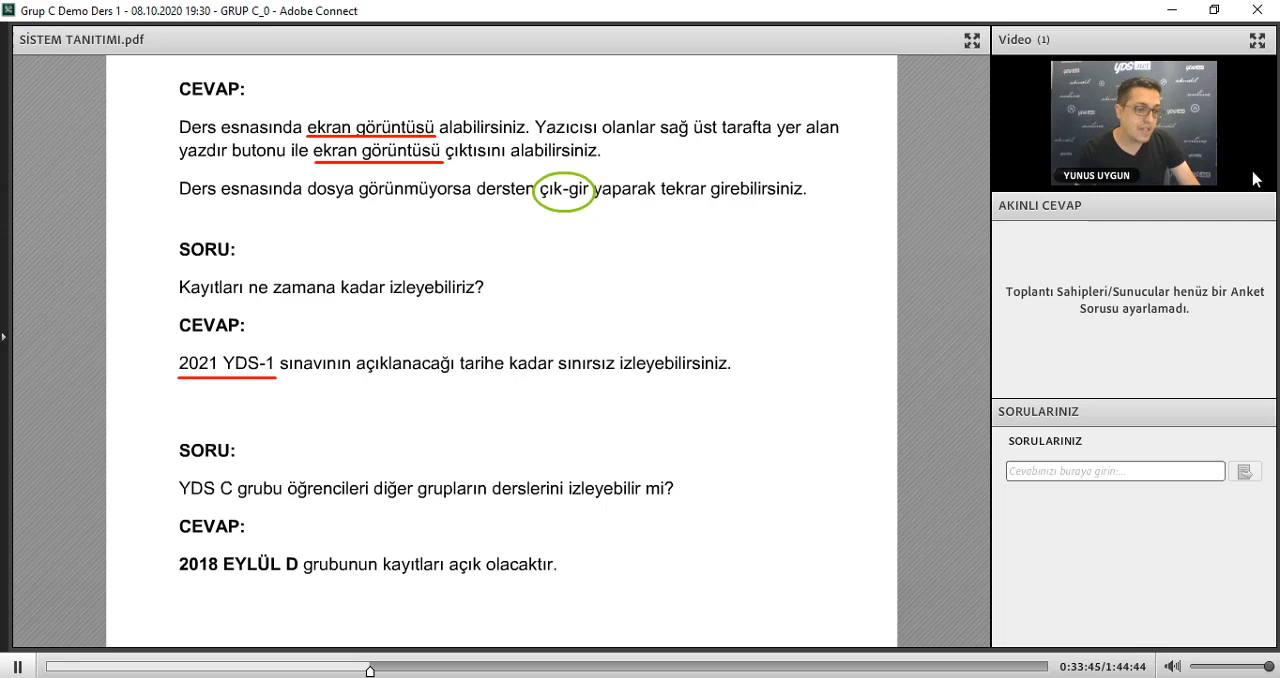 Grup C Demo Ders 1 - 08.10.2020 19:30 - GRUP C_0 - Adobe Connect
SİSTEM TANITIMI.pdf
CEVAP:
Ders esnasında ekran görüntüsü alabilirsiniz. Yazıcısı olanlar sağ üst tarafta yer alan
yazdır butonu ile ekran görüntüsü çıktısını alabilirsiniz.
Ders esnasında dosya görünmüyorsa dersten çık-gir yaparak tekrar girebilirsiniz.
SORU:
Kayıtları ne zamana kadar izleyebiliriz?
CEVAP:
2021 YDS-1 sınavının açıklanacağı tarihe kadar sınırsız izleyebilirsiniz.
SORU:
YDS C grubu öğrencileri diğer grupların derslerini izleyebilir mi?
CEVAP:
2018 EYLÜL D grubunun kayıtları açık olacaktır.
Video (1)
YUNUS UYGUN
AKINLI CEVAP
Toplantı Sahipleri/Sunucular henüz bir Anket
Sorusu ayarlamadı.
SORULARINIZ
SORULARINIZ
Cevabınızı buraya girin:...
0:33:45/1:44:44